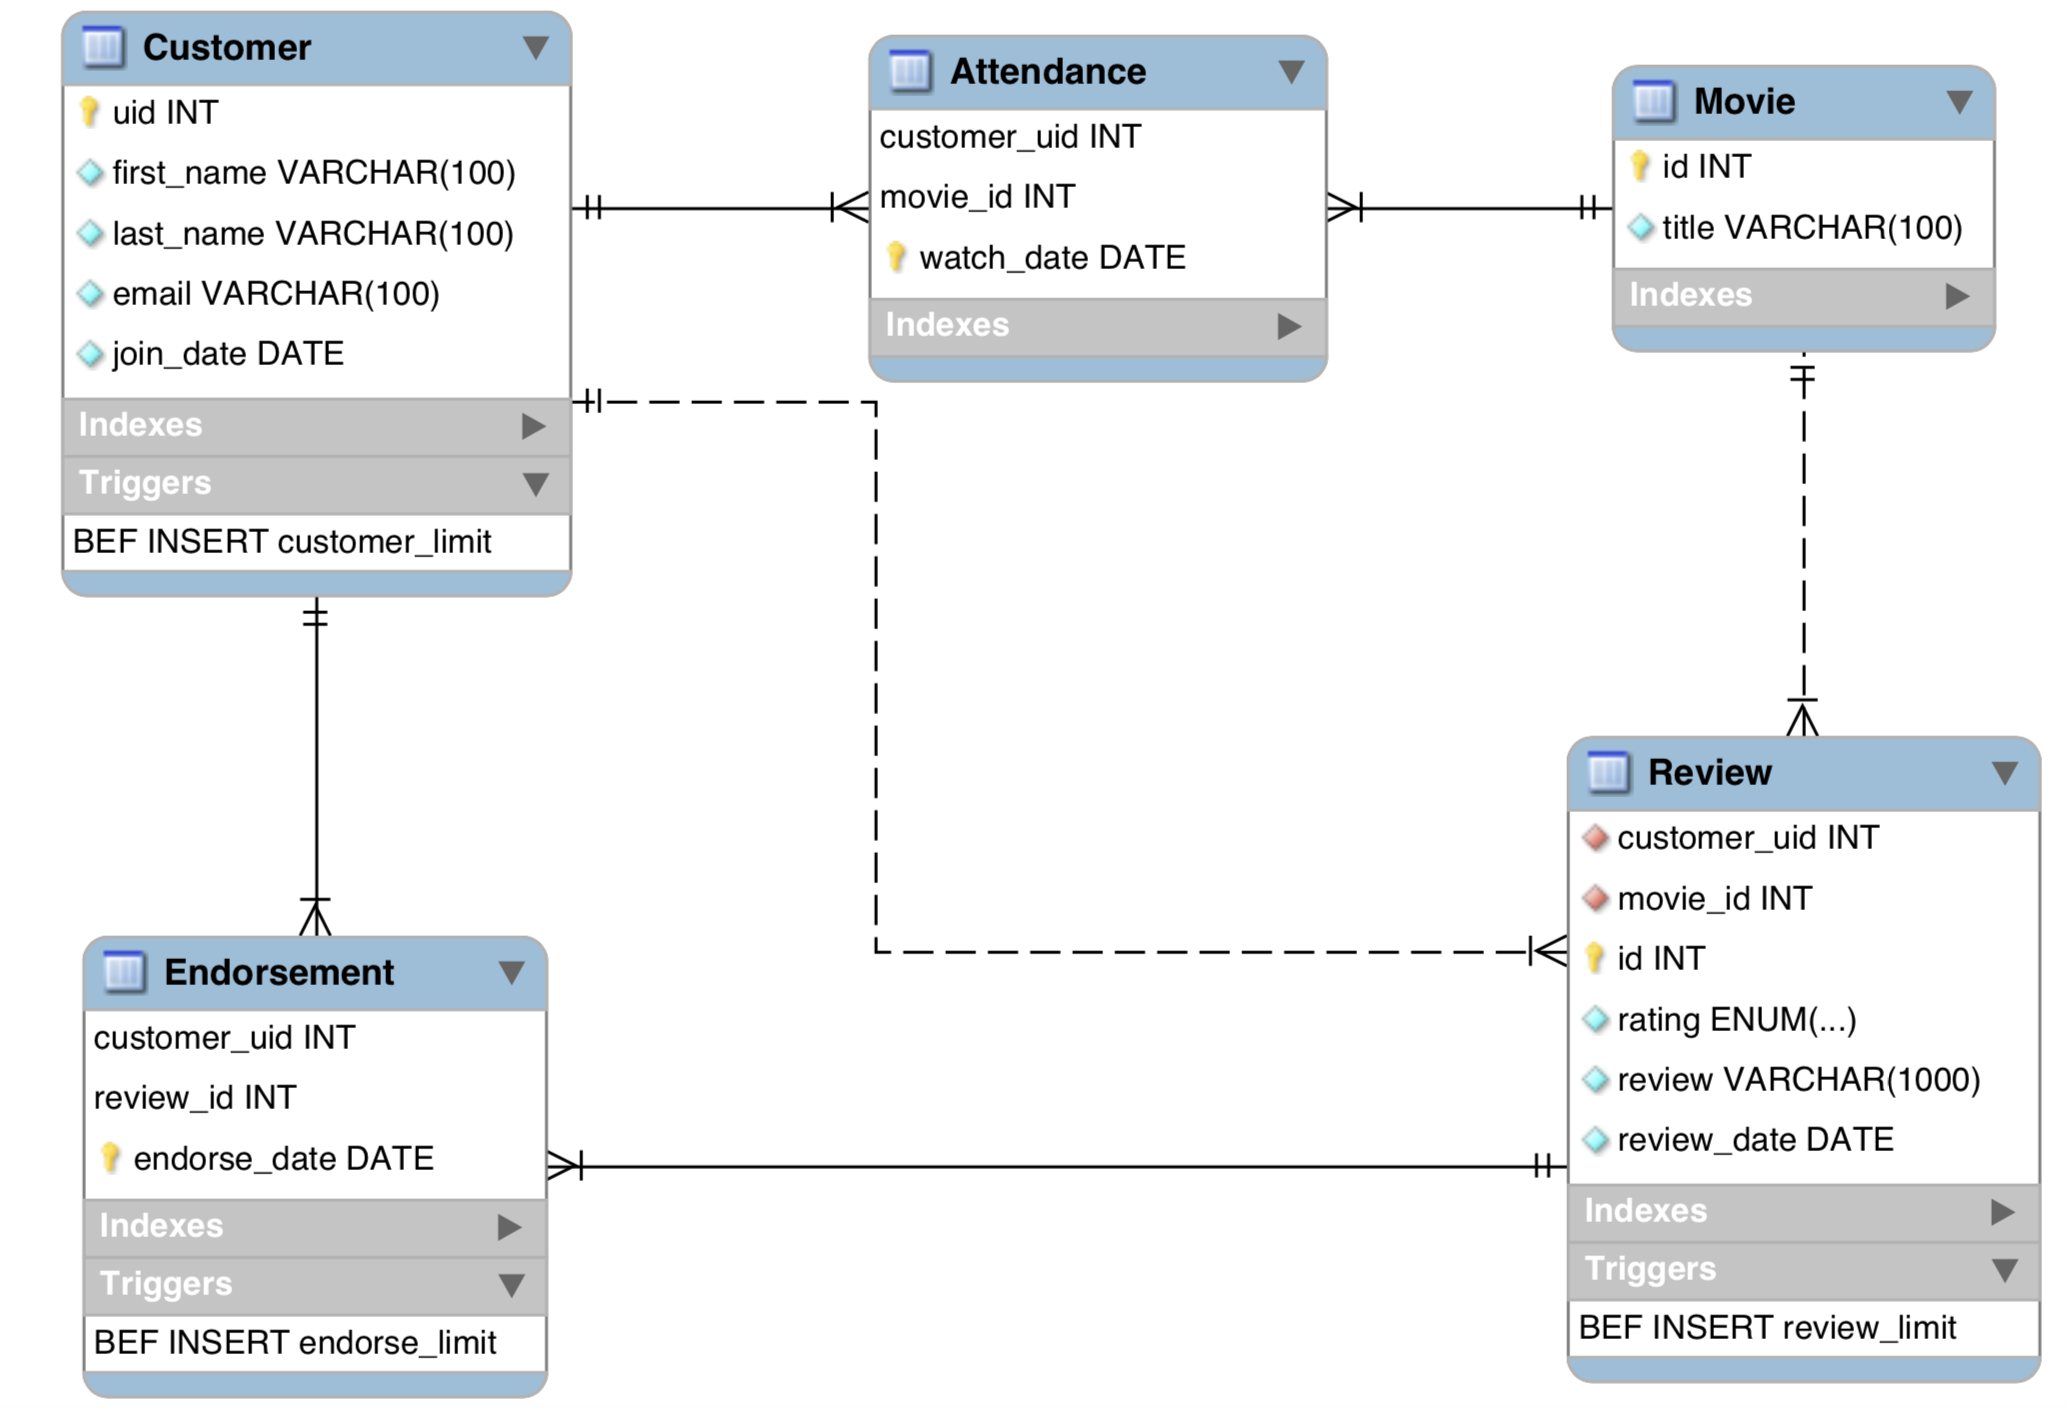 Customer
uid INT
first_name VARCHAR(100)
last_name VARCHAR(100)
email VARCHAR(100)
join_date DATE
Indexes
Triggers
BEF INSERT customer_limit
Attendance
customer_uid INT
movie_id INT
watch_date DATE
Indexes
Movie
id INT
title VARCHAR(100)
Indexes
Endorsement
customer_uid INT
review_id INT
endorse_date DATE
Indexes
Triggers
BEF INSERT endorse_limit
Review
customer_uid INT
movie_id INT
id INT
rating ENUM(...)
review VARCHAR(1000)
review_date DATE
Indexes
Triggers
BEF INSERT review_limit